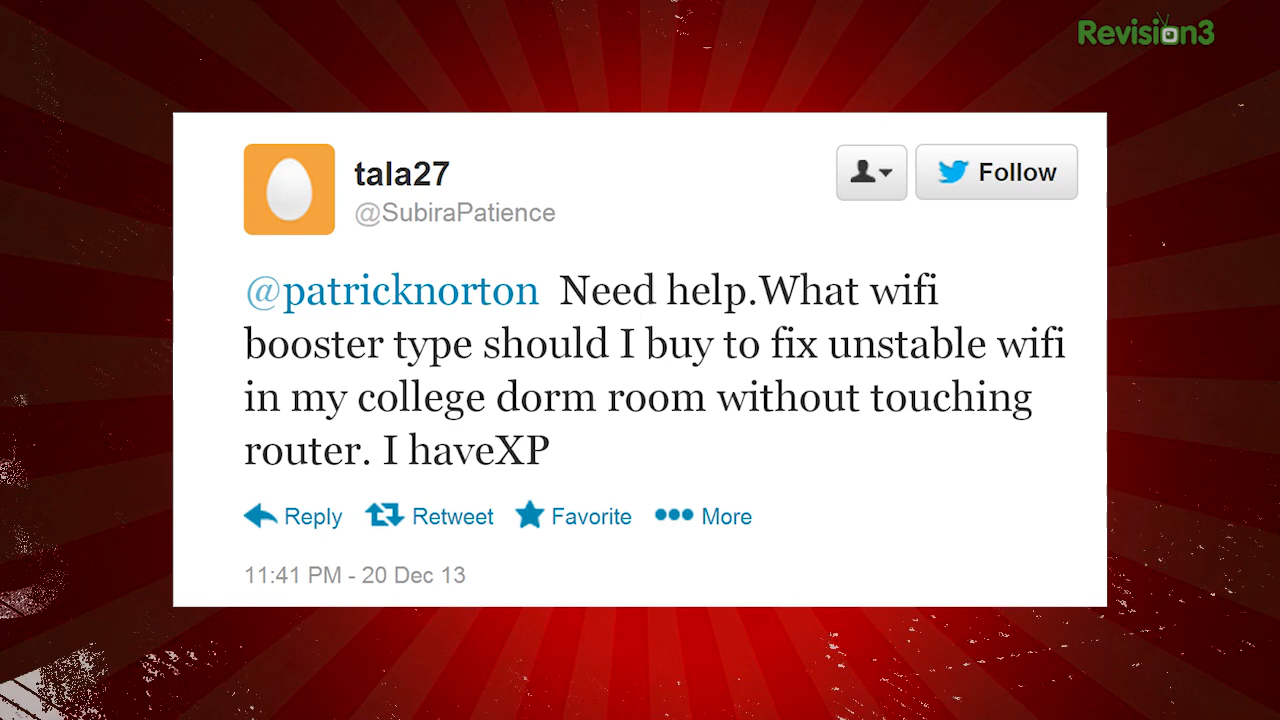 Revision3
tala27
@SubiraPatience
Follow
@patricknorton Need help.What wifi
booster type should I buy to fix unstable wifi
in my college dorm room without touching
router. I haveXP
Reply Retweet Favorite More
11:41 PM - 20 Dec 13